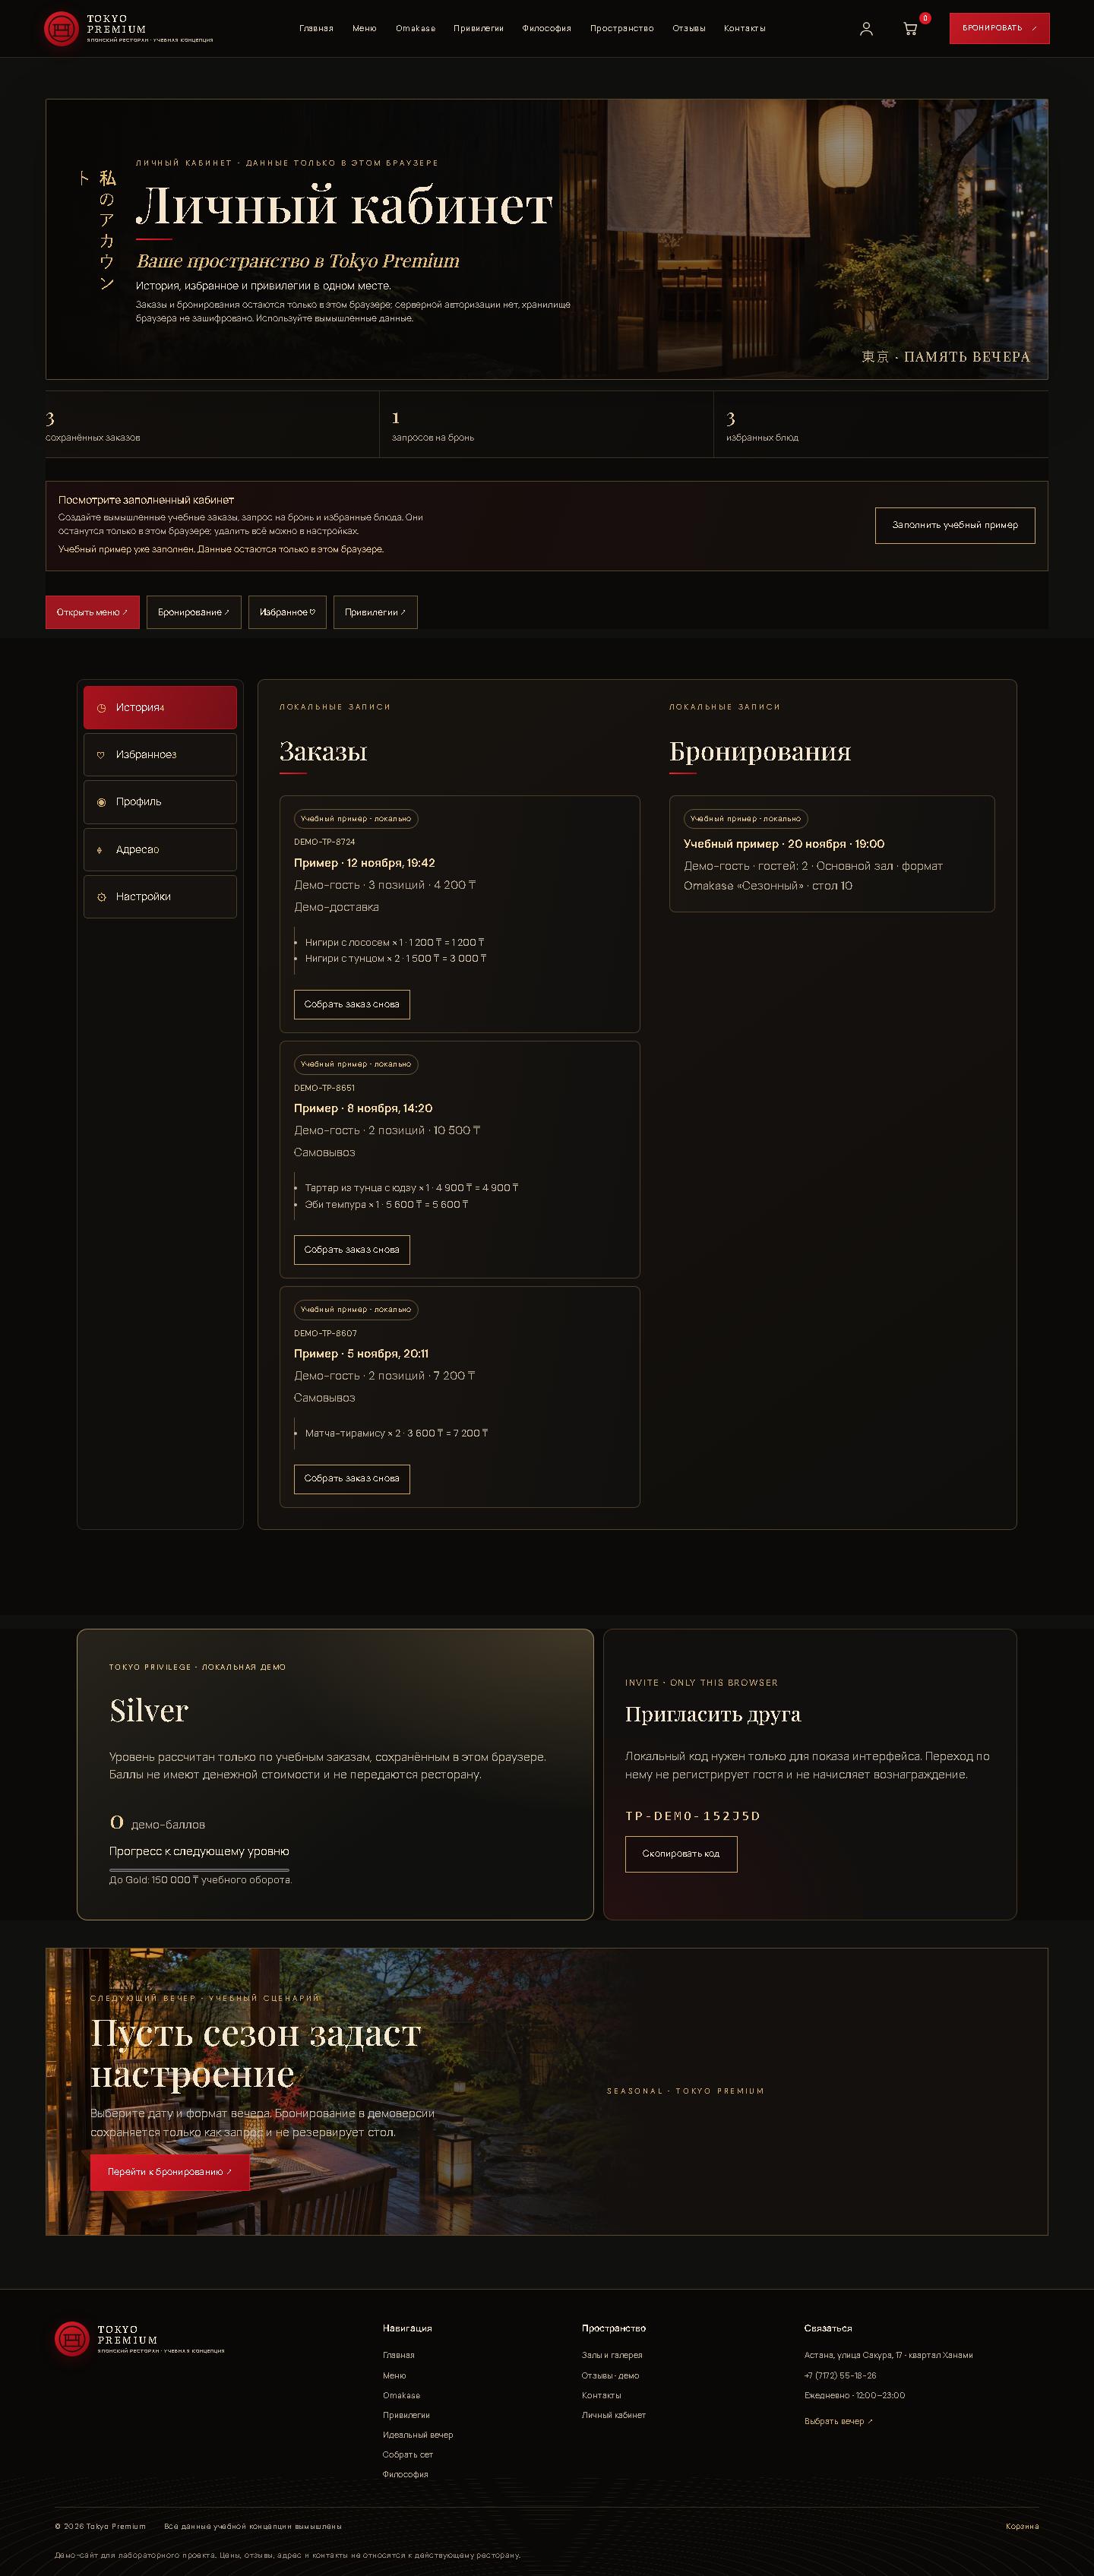 TOKYO
PREMIUM
ЯПОНСКИЙ РЕСТОРАН · УЧЕБНАЯ КОНЦЕПЦИЯ
Главная
Меню
Omakase
Привилегии
Философия
Пространство
Отзывы
Контакты
0
БРОНИРОВАТЬ ↗
私のアカウン
ト
ЛИЧНЫЙ КАБИНЕТ · ДАННЫЕ ТОЛЬКО В ЭТОМ БРАУЗЕРЕ
Личный кабинет
Ваше пространство в Tokyo Premium
История, избранное и привилегии в одном месте.
Заказы и бронирования остаются только в этом браузере; серверной авторизации нет, хранилище
браузера не зашифровано. Используйте вымышленные данные.
東京 · ПАМЯТЬ ВЕЧЕРА
3
сохранённых заказов
1
запросов на бронь
3
избранных блюд
Посмотрите заполненный кабинет
Создайте вымышленные учебные заказы, запрос на бронь и избранные блюда. Они
останутся только в этом браузере; удалить всё можно в настройках.
Учебный пример уже заполнен. Данные остаются только в этом браузере.
Заполнить учебный пример
Открыть меню ↗
Бронирование ↗
Избранное ♡
Привилегии ↗
История4
Избранное3
Профиль
Адреса0
Настройки
ЛОКАЛЬНЫЕ ЗАПИСИ
Заказы
Учебный пример · локально
DEMO-TP-8724
Пример · 12 ноября, 19:42
Демо-гость · 3 позиций · 4 200 ₸
Демо-доставка
• Нигири с лососем × 1 · 1 200 ₸ = 1 200 ₸
• Нигири с тунцом × 2 · 1 500 ₸ = 3 000 ₸
Собрать заказ снова
Учебный пример · локально
DEMO-TP-8651
Пример · 8 ноября, 14:20
Демо-гость · 2 позиций · 10 500 ₸
Самовывоз
• Тартар из тунца с юдзу × 1 · 4 900 ₸ = 4 900 ₸
• Эби темпура × 1 · 5 600 ₸ = 5 600 ₸
Собрать заказ снова
Учебный пример · локально
DEMO-TP-8607
Пример · 5 ноября, 20:11
Демо-гость · 2 позиций · 7 200 ₸
Самовывоз
• Матча-тирамису × 2 · 3 600 ₸ = 7 200 ₸
Собрать заказ снова
ЛОКАЛЬНЫЕ ЗАПИСИ
Бронирования
Учебный пример · локально
Учебный пример · 20 ноября · 19:00
Демо-гость · гостей: 2 · Основной зал · формат
Omakase «Сезонный» · стол 10
TOKYO PRIVILEGE · ЛОКАЛЬНАЯ ДЕМО
Silver
Уровень рассчитан только по учебным заказам, сохранённым в этом браузере.
Баллы не имеют денежной стоимости и не передаются ресторану.
0 демо-баллов
Прогресс к следующему уровню
До Gold: 150 000 ₸ учебного оборота.
INVITE · ONLY THIS BROWSER
Пригласить друга
Локальный код нужен только для показа интерфейса. Переход по
нему не регистрирует гостя и не начисляет вознаграждение.
TP-DEMO-152J5D
Скопировать код
СЛЕДУЮЩИЙ ВЕЧЕР · УЧЕБНЫЙ СЦЕНАРИЙ
Пусть сезон задаст
настроение
Выберите дату и формат вечера. Бронирование в демоверсии
сохраняется только как запрос и не резервирует стол.
Перейти к бронированию ↗
SEASONAL · TOKYO PREMIUM
TOKYO
PREMIUM
ЯПОНСКИЙ РЕСТОРАН · УЧЕБНАЯ КОНЦЕПЦИЯ
Навигация
Главная
Меню
Omakase
Привилегии
Идеальный вечер
Собрать сет
Философия
Пространство
Залы и галерея
Отзывы · демо
Контакты
Личный кабинет
Связаться
Астана, улица Сакура, 17 · квартал Ханами
+7 (7172) 55-18-26
Ежедневно · 12:00–23:00
Выбрать вечер ↗
© 2026 Tokyo Premium
Все данные учебной концепции вымышлены
Корзина
Демо-сайт для лабораторного проекта. Цены, отзывы, адрес и контакты не относятся к действующему ресторану.